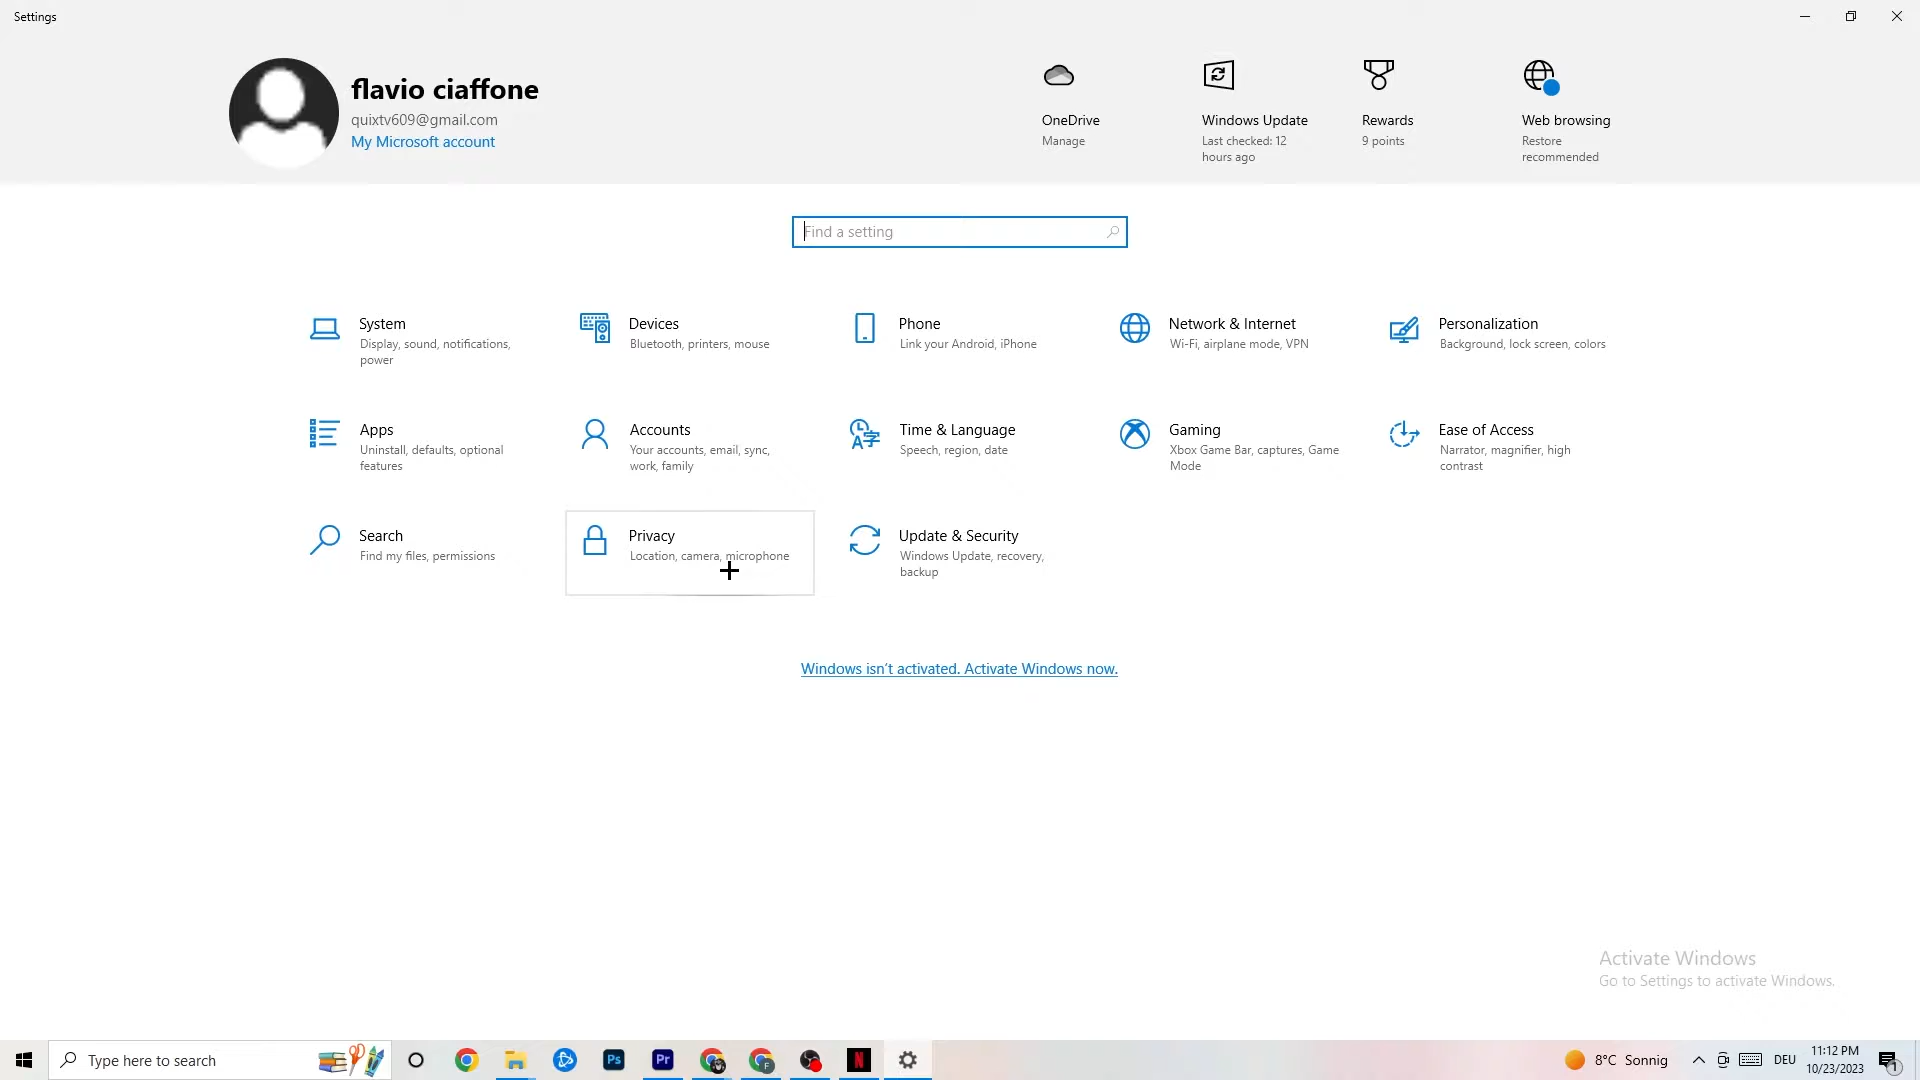 Settings
flavio ciaffone
quixtv609@gmail.com
My Microsoft account
OneDrive
Manage
Windows Update
Last checked: 12
hours ago
Rewards
9 points
Web browsing
Restore
recommended
Find a setting
System
Display, sound, notifications,
power
Devices
Bluetooth, printers, mouse
Phone
Link your Android, iPhone
Network & Internet
Wi-Fi, airplane mode, VPN
Personalization
Background, lock screen, colors
Apps
Uninstall, defaults, optional
features
Accounts
Your accounts, email, sync,
work, family
Time & Language
Speech, region, date
Gaming
Xbox Game Bar, captures, Game
Mode
Ease of Access
Narrator, magnifier, high
contrast
Search
Find my files, permissions
Privacy
Location, camera, microphone
Update & Security
Windows Update, recovery,
backup
Windows isn't activated. Activate Windows now.
Activate Windows
Go to Settings to activate Windows.
Type here to search
Ps
Pr
F
N
8°C Sonnig
DEU
11:12 PM
10/23/2023
1